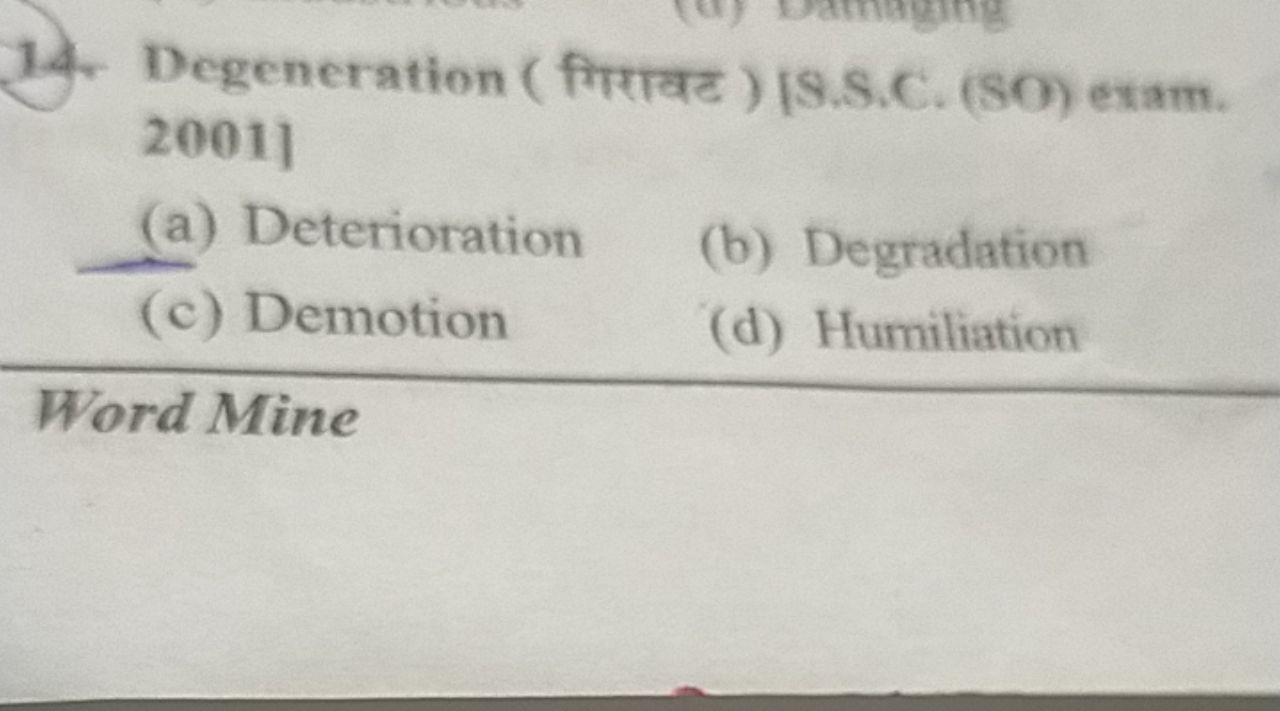 (d) Damaging
14. Degeneration ( गिरावट ) [S.S.C. (SO) exam.
2001]
(a) Deterioration (b) Degradation
(c) Demotion (d) Humiliation
Word Mine